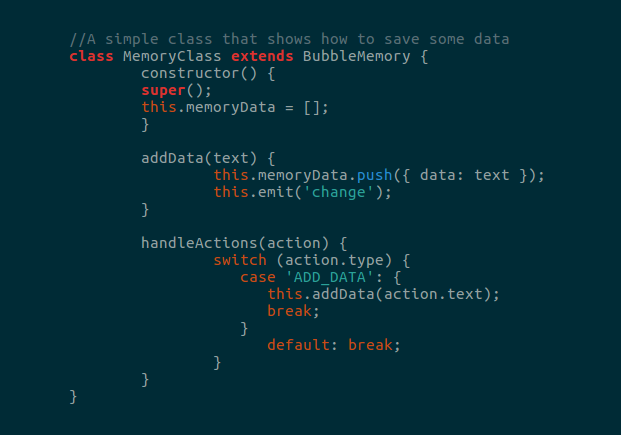 //A simple class that shows how to save some data
class MemoryClass extends BubbleMemory {
constructor() {
super();
this.memoryData = [];
}
addData(text) {
this.memoryData.push({ data: text });
this.emit('change');
}
handleActions(action) {
switch (action.type) {
case 'ADD_DATA': {
this.addData(action.text);
break;
}
default: break;
}
}
}